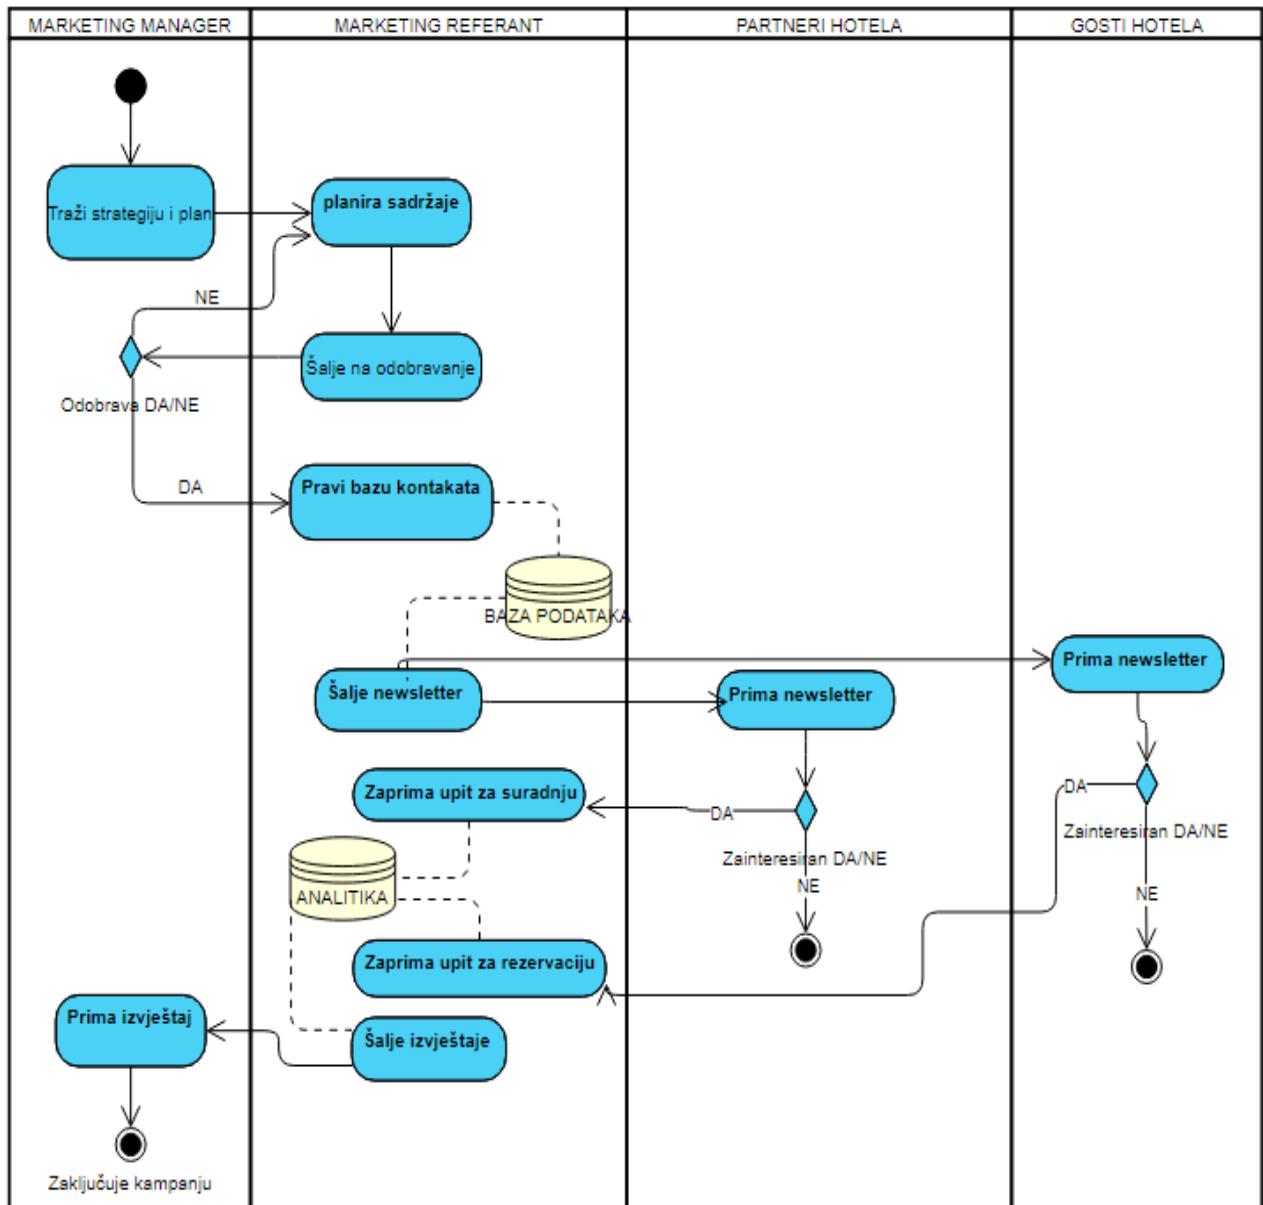 MARKETING MANAGER
MARKETING REFERANT
PARTNERI HOTELA
GOSTI HOTELA
Traži strategiju i plan
planira sadržaje
NE
Šalje na odobravanje
Odobrava DA/NE
DA
Pravi bazu kontakata
BAZA PODATAKA
Šalje newsletter
Prima newsletter
Prima newsletter
Zaprima upit za suradnju
DA
Zainteresiran DA/NE
NE
DA
Zainteresiran DA/NE
NE
ANALITIKA
Zaprima upit za rezervaciju
Šalje izvještaje
Prima izvještaj
Zaključuje kampanju